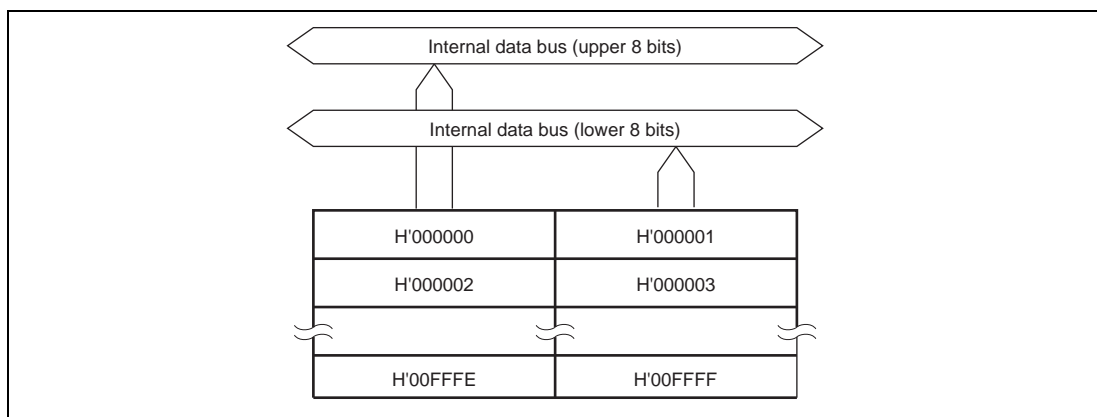 Internal data bus (upper 8 bits)
Internal data bus (lower 8 bits)
H'000000 H'000001
H'000002 H'000003
H'00FFFE H'00FFFF